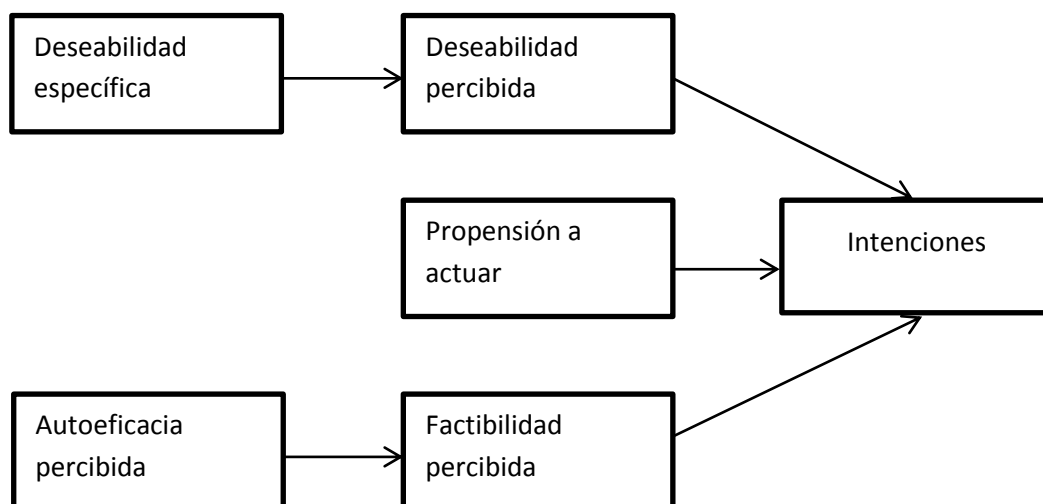 Deseabilidad
específica
Deseabilidad
percibida
Propensión a
actuar
Intenciones
Autoeficacia
percibida
Factibilidad
percibida